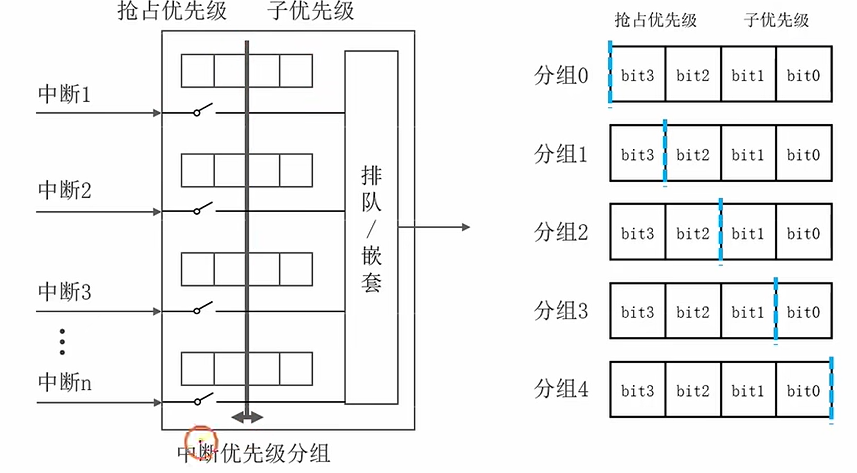 抢占优先级 子优先级
中断1
中断2
中断3
中断n
排队/嵌套
中断优先级分组
抢占优先级 子优先级
分组0 bit3 bit2 bit1 bit0
分组1 bit3 bit2 bit1 bit0
分组2 bit3 bit2 bit1 bit0
分组3 bit3 bit2 bit1 bit0
分组4 bit3 bit2 bit1 bit0